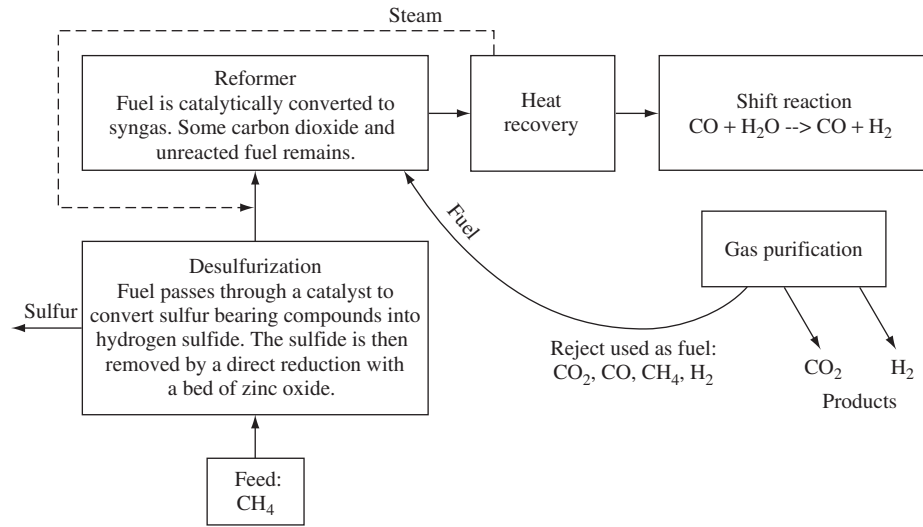 Steam
Reformer
Fuel is catalytically converted to
syngas. Some carbon dioxide and
unreacted fuel remains.
Heat
recovery
Shift reaction
CO + H₂O --> CO + H₂
Fuel
Gas purification
Desulfurization
Fuel passes through a catalyst to
convert sulfur bearing compounds into
hydrogen sulfide. The sulfide is then
removed by a direct reduction with
a bed of zinc oxide.
Sulfur
Reject used as fuel:
CO₂, CO, CH₄, H₂
CO₂
H₂
Products
Feed:
CH₄